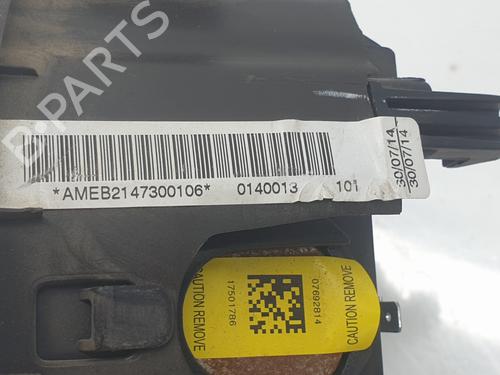 B-PARTS
*AMEB2147300106* 0140013 101
30/07/14
30/07/14
CAUTION REMOVE
17501786
07692814
CAUTION REMOVE